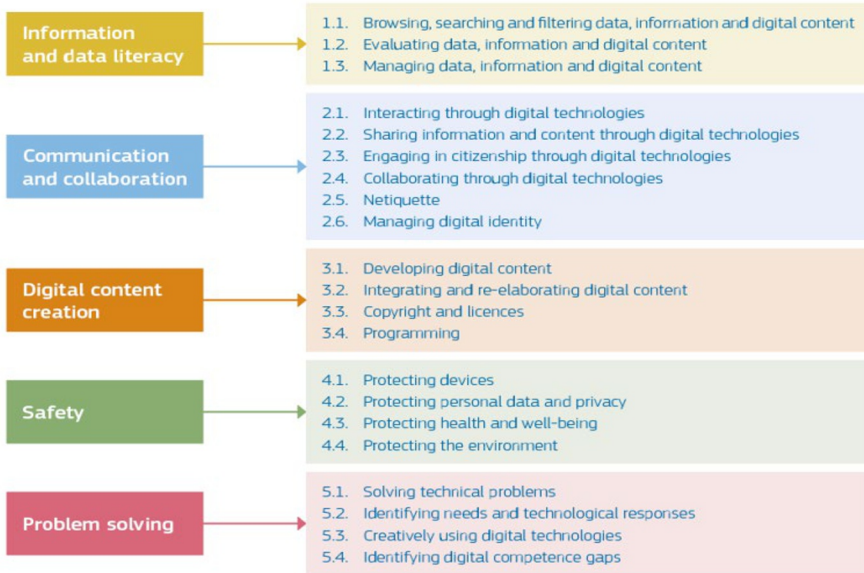 Information
and data literacy
1.1. Browsing, searching and filtering data, information and digital content
1.2. Evaluating data, information and digital content
1.3. Managing data, information and digital content
Communication
and collaboration
2.1. Interacting through digital technologies
2.2. Sharing information and content through digital technologies
2.3. Engaging in citizenship through digital technologies
2.4. Collaborating through digital technologies
2.5. Netiquette
2.6. Managing digital identity
Digital content
creation
3.1. Developing digital content
3.2. Integrating and re-elaborating digital content
3.3. Copyright and licences
3.4. Programming
Safety
4.1. Protecting devices
4.2. Protecting personal data and privacy
4.3. Protecting health and well-being
4.4. Protecting the environment
Problem solving
5.1. Solving technical problems
5.2. Identifying needs and technological responses
5.3. Creatively using digital technologies
5.4. Identifying digital competence gaps